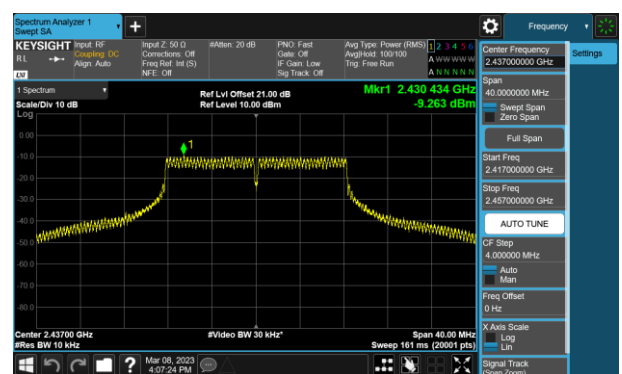 Spectrum Analyzer 1
Swept SA
+
Frequency
KEYSIGHT
RL
LXI
Input: RF
Coupling: DC
Align: Auto
Input Z: 50 Ω
Corrections: Off
Freq Ref: Int (S)
NFE: Off
#Atten: 20 dB
PNO: Fast
Gate: Off
IF Gain: Low
Sig Track: Off
Avg Type: Power (RMS)
Avg|Hold: 100/100
Trig: Free Run
1 2 3 4 5 6
A W W W W W
A N N N N N
Center Frequency
2.437000000 GHz
Settings
Span
40.0000000 MHz
Swept Span
Zero Span
Full Span
Start Freq
2.417000000 GHz
Stop Freq
2.457000000 GHz
AUTO TUNE
CF Step
4.000000 MHz
Auto
Man
Freq Offset
0 Hz
X Axis Scale
Log
Lin
Signal Track
(Span Zoom)
1 Spectrum
Scale/Div 10 dB
Log
Ref Lvl Offset 21.00 dB
Ref Level 10.00 dBm
Mkr1 2.430 434 GHz
-9.263 dBm
1
0.00
-10.0
-20.0
-30.0
-40.0
-50.0
-60.0
-70.0
-80.0
Center 2.43700 GHz
#Res BW 10 kHz
#Video BW 30 kHz*
Span 40.00 MHz
Sweep 161 ms (20001 pts)
?
Mar 08, 2023
4:07:24 PM